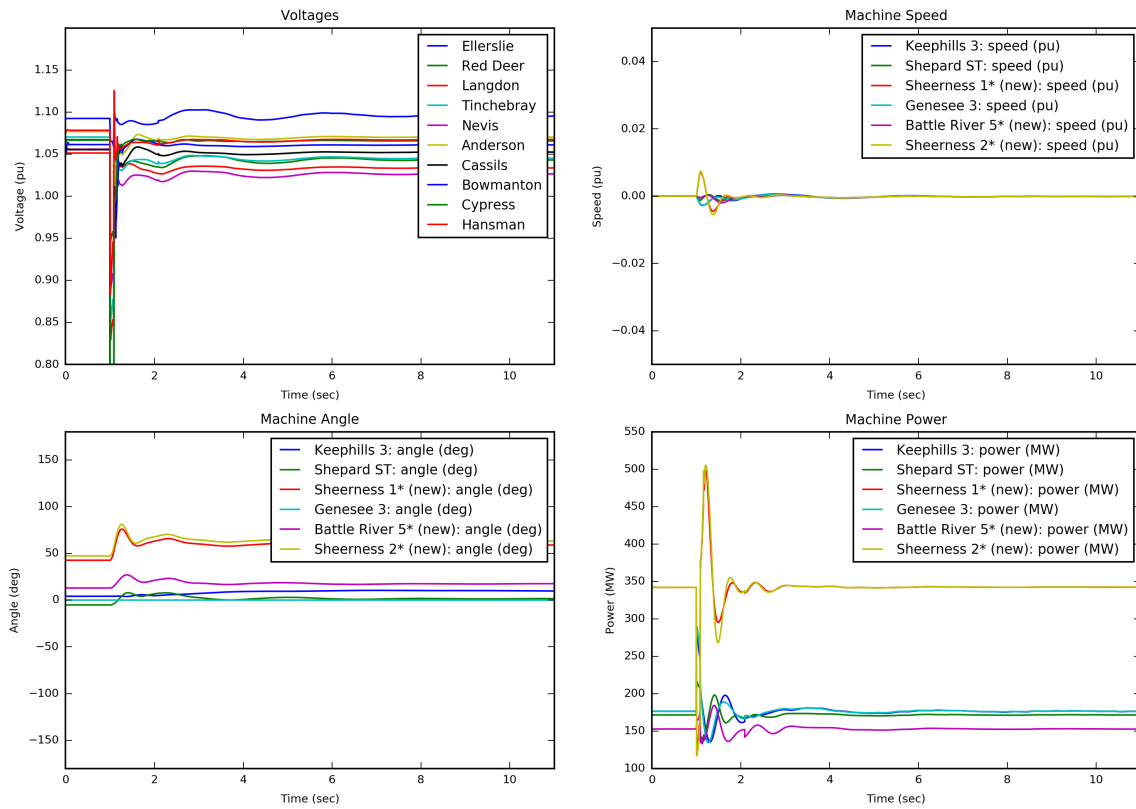 Voltages
1.15
1.10
1.05
1.00
0.95
0.90
0.85
0.80
Voltage (pu)
0 2 4 6 8 10
Time (sec)
Ellerslie
Red Deer
Langdon
Tinchebray
Nevis
Anderson
Cassils
Bowmanton
Cypress
Hansman
Machine Speed
0.04
0.02
0.00
−0.02
−0.04
Speed (pu)
0 2 4 6 8 10
Time (sec)
Keephills 3: speed (pu)
Shepard ST: speed (pu)
Sheerness 1* (new): speed (pu)
Genesee 3: speed (pu)
Battle River 5* (new): speed (pu)
Sheerness 2* (new): speed (pu)
Machine Angle
150
100
50
0
−50
−100
−150
Angle (deg)
0 2 4 6 8 10
Time (sec)
Keephills 3: angle (deg)
Shepard ST: angle (deg)
Sheerness 1* (new): angle (deg)
Genesee 3: angle (deg)
Battle River 5* (new): angle (deg)
Sheerness 2* (new): angle (deg)
Machine Power
550
500
450
400
350
300
250
200
150
100
Power (MW)
0 2 4 6 8 10
Time (sec)
Keephills 3: power (MW)
Shepard ST: power (MW)
Sheerness 1* (new): power (MW)
Genesee 3: power (MW)
Battle River 5* (new): power (MW)
Sheerness 2* (new): power (MW)